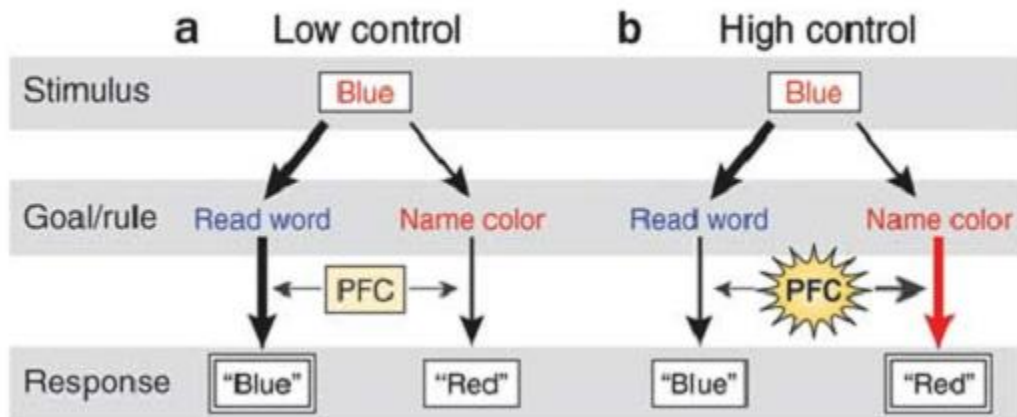 a Low control b High control
Stimulus Blue Blue
Goal/rule Read word Name color Read word Name color
PFC PFC
Response “Blue” “Red” “Blue” “Red”